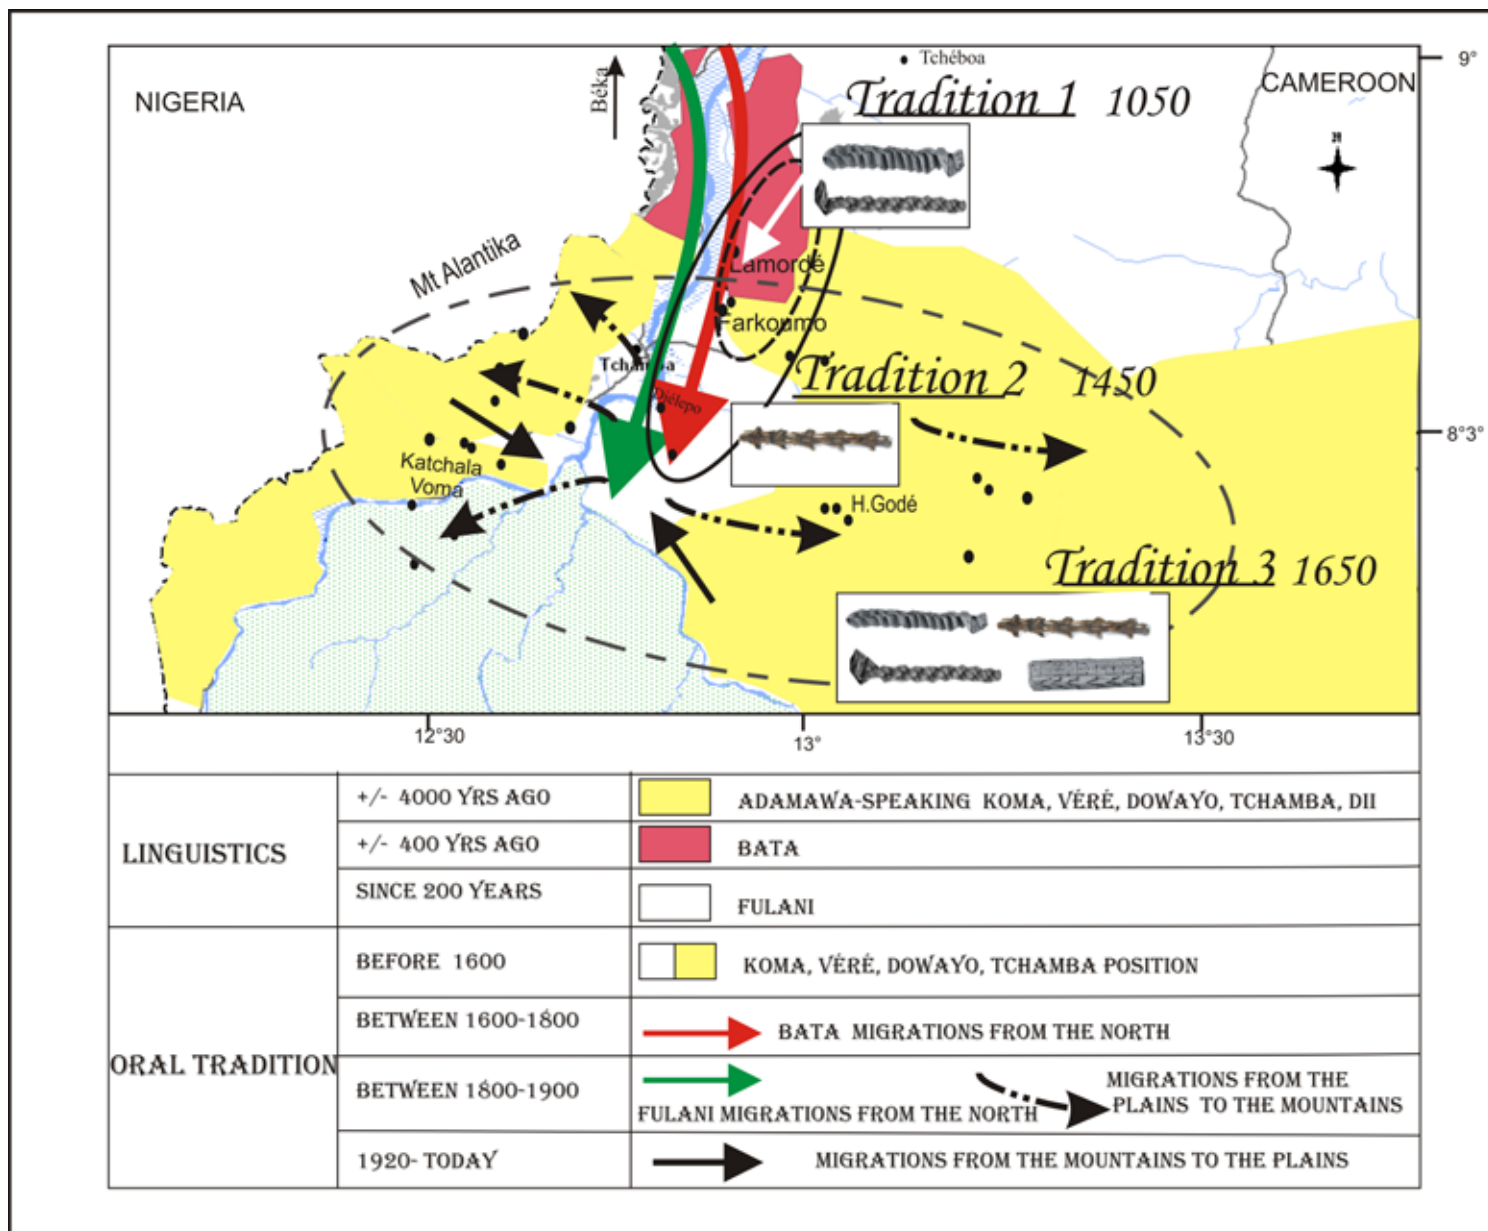 Tchéboa
9°
NIGERIA
Béka
Tradition 1 1050
CAMEROON
N
Mt Alantika
Lamordé
Farkoumo
Tchamba
Tradition 2 1450
Djélepo
8°3"
Katchala
Voma
H.Godé
Tradition 3 1650
12°30
13°
13°30
LINGUISTICS
+/- 4000 YRS AGO
ADAMAWA-SPEAKING KOMA, VÉRÉ, DOWAYO, TCHAMBA, DII
+/- 400 YRS AGO
BATA
SINCE 200 YEARS
FULANI
ORAL TRADITION
BEFORE 1600
KOMA, VÉRÉ, DOWAYO, TCHAMBA POSITION
BETWEEN 1600-1800
BATA MIGRATIONS FROM THE NORTH
BETWEEN 1800-1900
FULANI MIGRATIONS FROM THE NORTH
MIGRATIONS FROM THE
PLAINS TO THE MOUNTAINS
1920- TODAY
MIGRATIONS FROM THE MOUNTAINS TO THE PLAINS